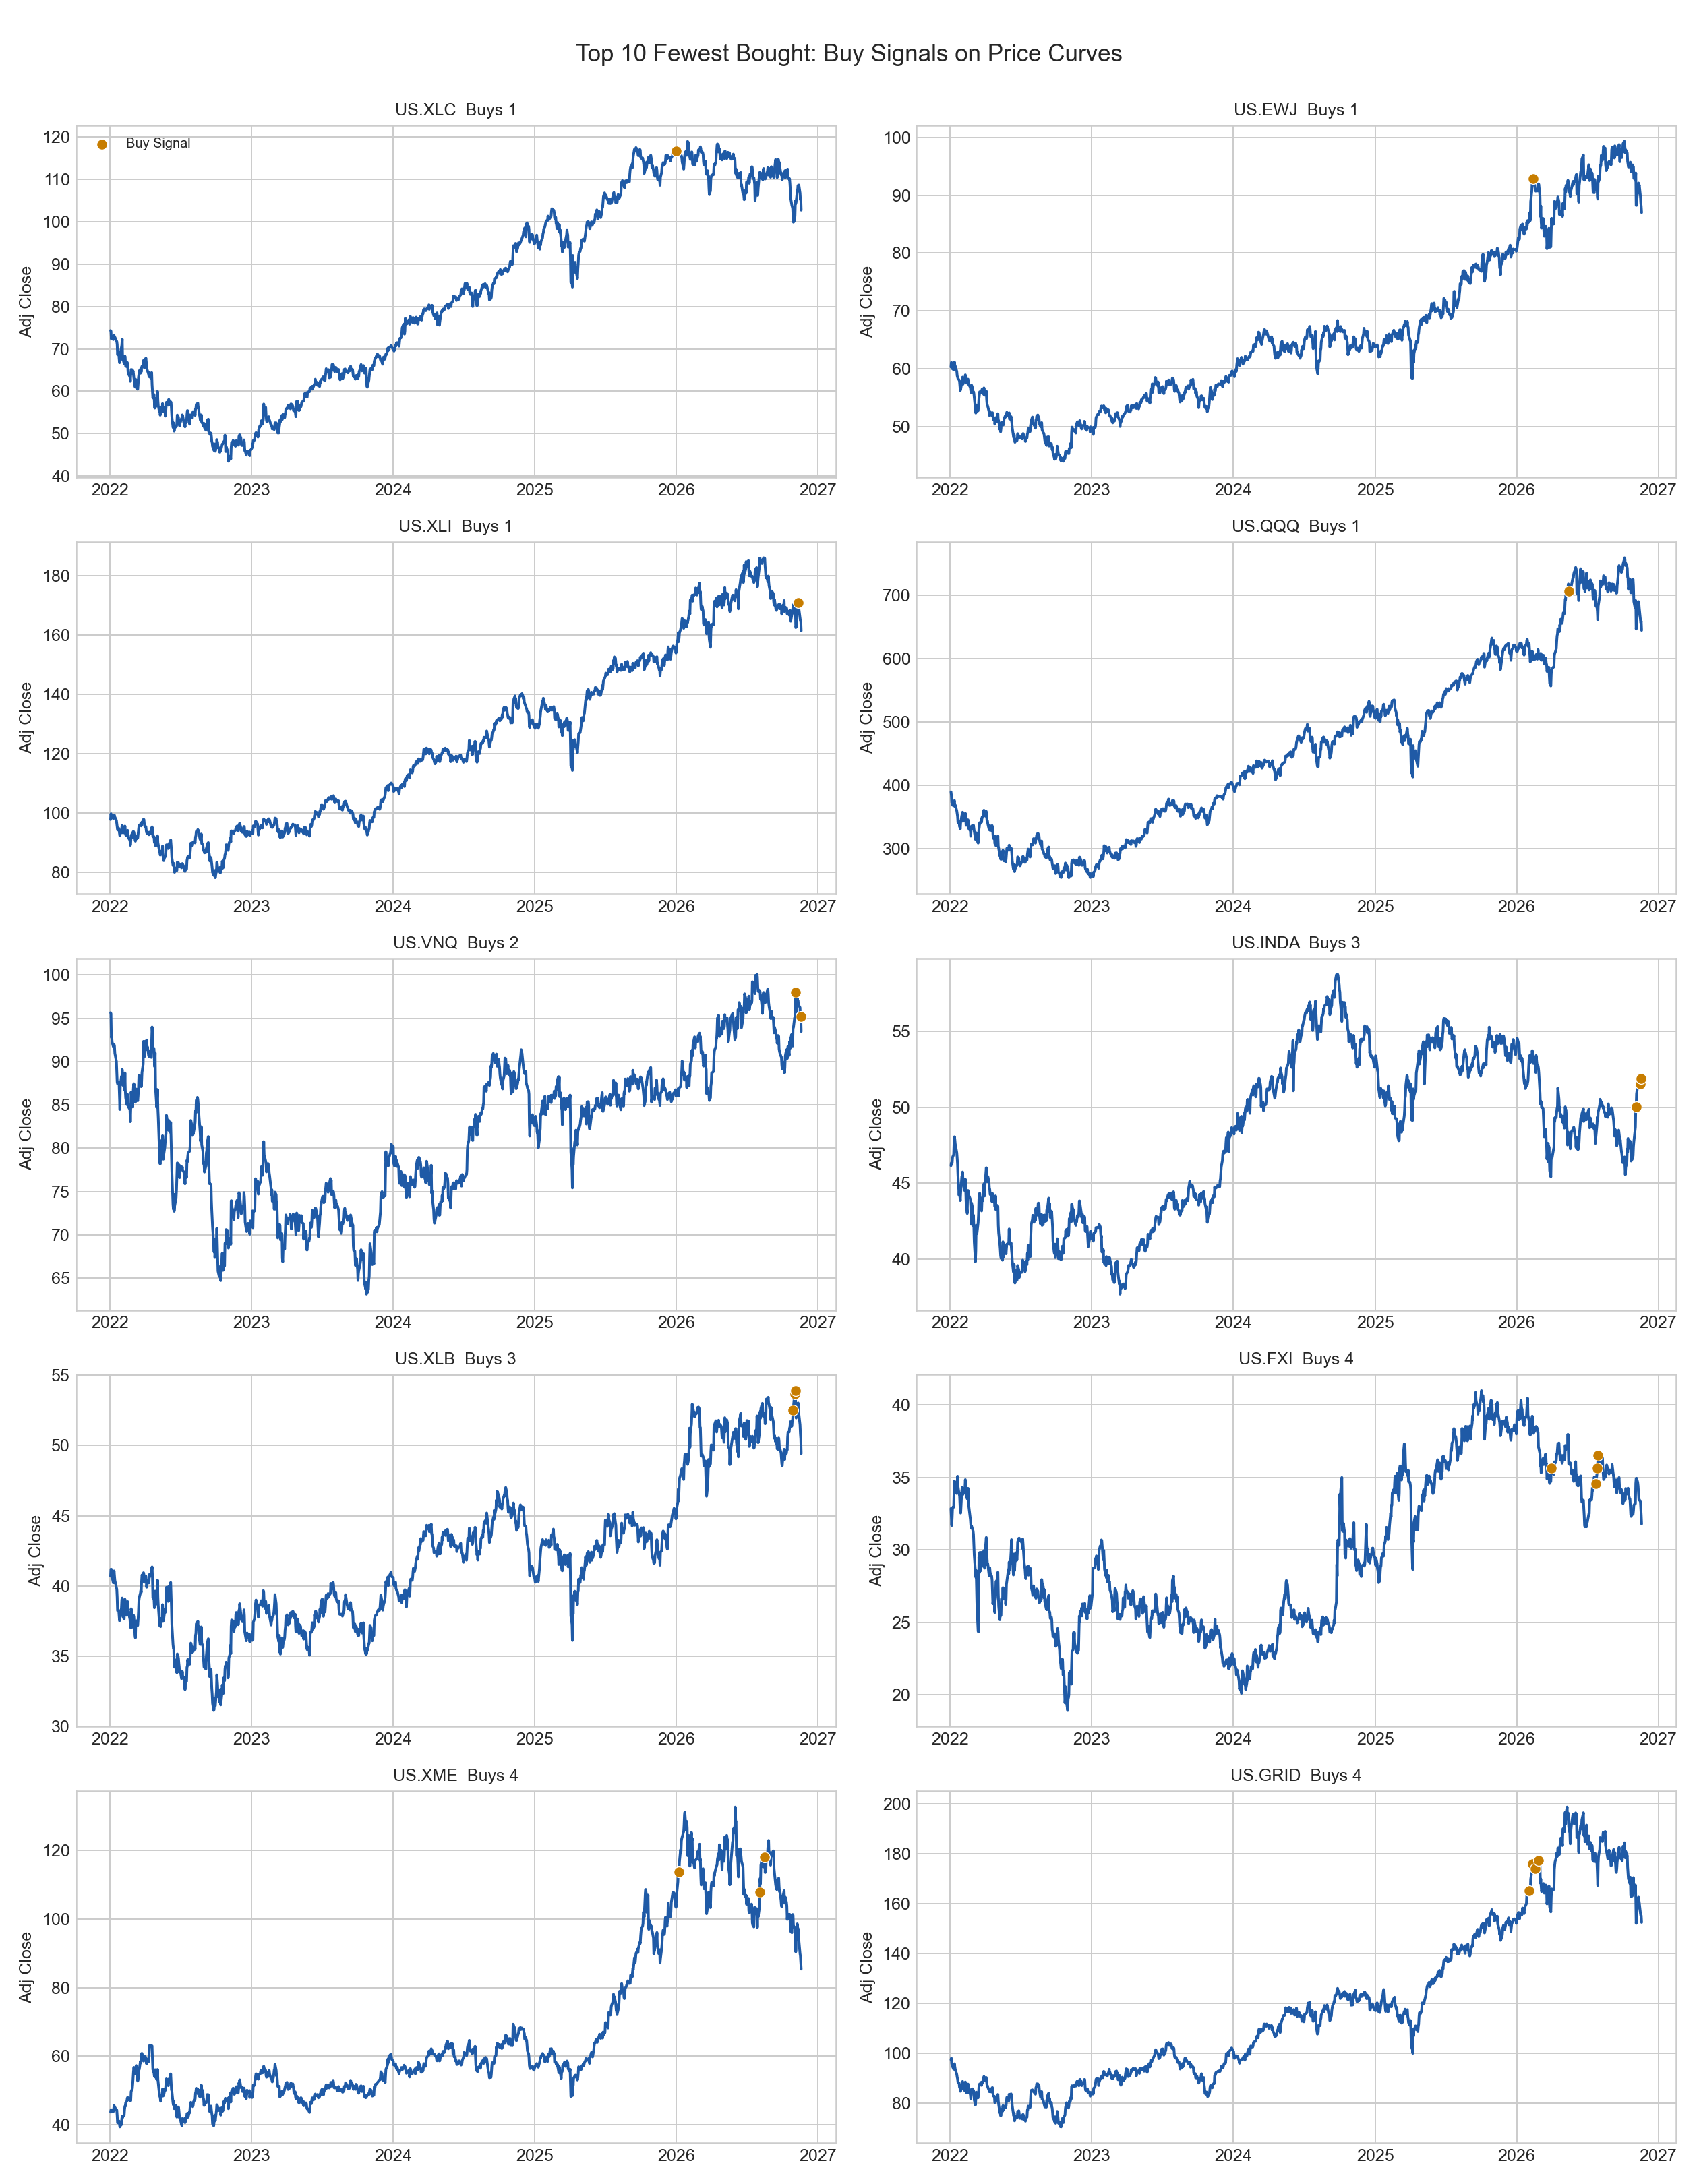 Top 10 Fewest Bought: Buy Signals on Price Curves
US.XLC  Buys 1
Buy Signal
Adj Close
120
110
100
90
80
70
60
50
40
2022 2023 2024 2025 2026 2027
US.EWJ  Buys 1
Adj Close
100
90
80
70
60
50
2022 2023 2024 2025 2026 2027
US.XLI  Buys 1
Adj Close
180
160
140
120
100
80
2022 2023 2024 2025 2026 2027
US.QQQ  Buys 1
Adj Close
700
600
500
400
300
2022 2023 2024 2025 2026 2027
US.VNQ  Buys 2
Adj Close
100
95
90
85
80
75
70
65
2022 2023 2024 2025 2026 2027
US.INDA  Buys 3
Adj Close
55
50
45
40
2022 2023 2024 2025 2026 2027
US.XLB  Buys 3
Adj Close
55
50
45
40
35
30
2022 2023 2024 2025 2026 2027
US.FXI  Buys 4
Adj Close
40
35
30
25
20
2022 2023 2024 2025 2026 2027
US.XME  Buys 4
Adj Close
120
100
80
60
40
2022 2023 2024 2025 2026 2027
US.GRID  Buys 4
Adj Close
200
180
160
140
120
100
80
2022 2023 2024 2025 2026 2027